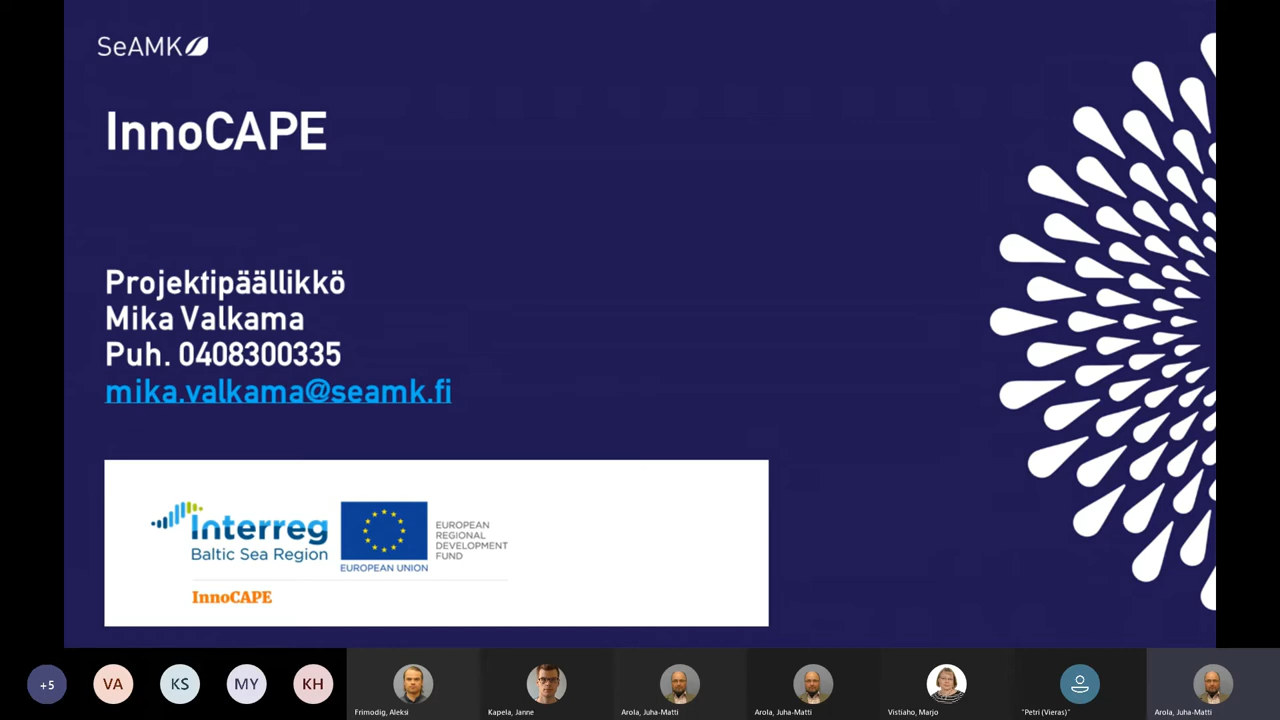 SeAMK
InnoCAPE
Projektipäällikkö
Mika Valkama
Puh. 0408300335
mika.valkama@seamk.fi
Interreg
Baltic Sea Region
EUROPEAN UNION
EUROPEAN
REGIONAL
DEVELOPMENT
FUND
InnoCAPE
+5
VA
KS
MY
KH
Frimodig, Aleksi
Kapela, Janne
Arola, Juha-Matti
Arola, Juha-Matti
Vistiaho, Marjo
"Petri (Vieras)"
Arola, Juha-Matti